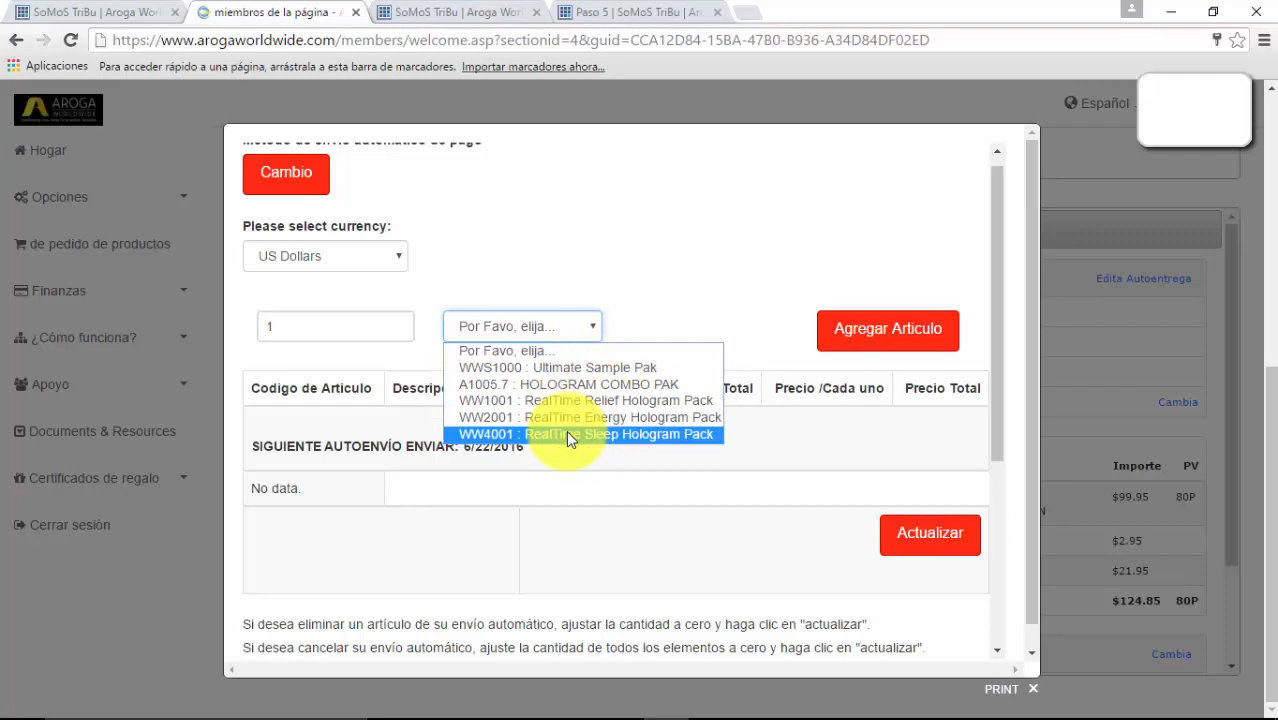 SoMoS TriBu | Aroga Wor
miembros de la página - A
SoMoS TriBu | Aroga Wor
Paso 5 | SoMoS TriBu | Ar
https://www.arogaworldwide.com/members/welcome.asp?sectionid=4&guid=CCA12D84-15BA-47B0-B936-A34D84DF02ED
Aplicaciones Para acceder rápido a una página, arrástrala a esta barra de marcadores. Importar marcadores ahora...
AROGA
WORLDWIDE
Español
Hogar
Opciones
de pedido de productos
Finanzas
¿Cómo funciona?
Apoyo
Documents & Resources
Certificados de regalo
Cerrar sesión
Metodo de envio automatico de pago
Cambio
Please select currency:
US Dollars
1
Por Favo, elija...
Agregar Articulo
Por Favo, elija...
WWS1000 : Ultimate Sample Pak
A1005.7 : HOLOGRAM COMBO PAK
WW1001 : RealTime Relief Hologram Pack
WW2001 : RealTime Energy Hologram Pack
WW4001 : RealTime Sleep Hologram Pack
Codigo de Articulo Descrip Total Precio /Cada uno Precio Total
SIGUIENTE AUTOENVÍO ENVIAR: 6/22/2016
No data.
Actualizar
Si desea eliminar un artículo de su envío automático, ajustar la cantidad a cero y haga clic en "actualizar".
Si desea cancelar su envío automático, ajuste la cantidad de todos los elementos a cero y haga clic en "actualizar".
PRINT
Edita Autoentrega
Cambia
Importe PV
$99.95 80P
N
$2.95
$21.95
$124.85 80P
Cambia